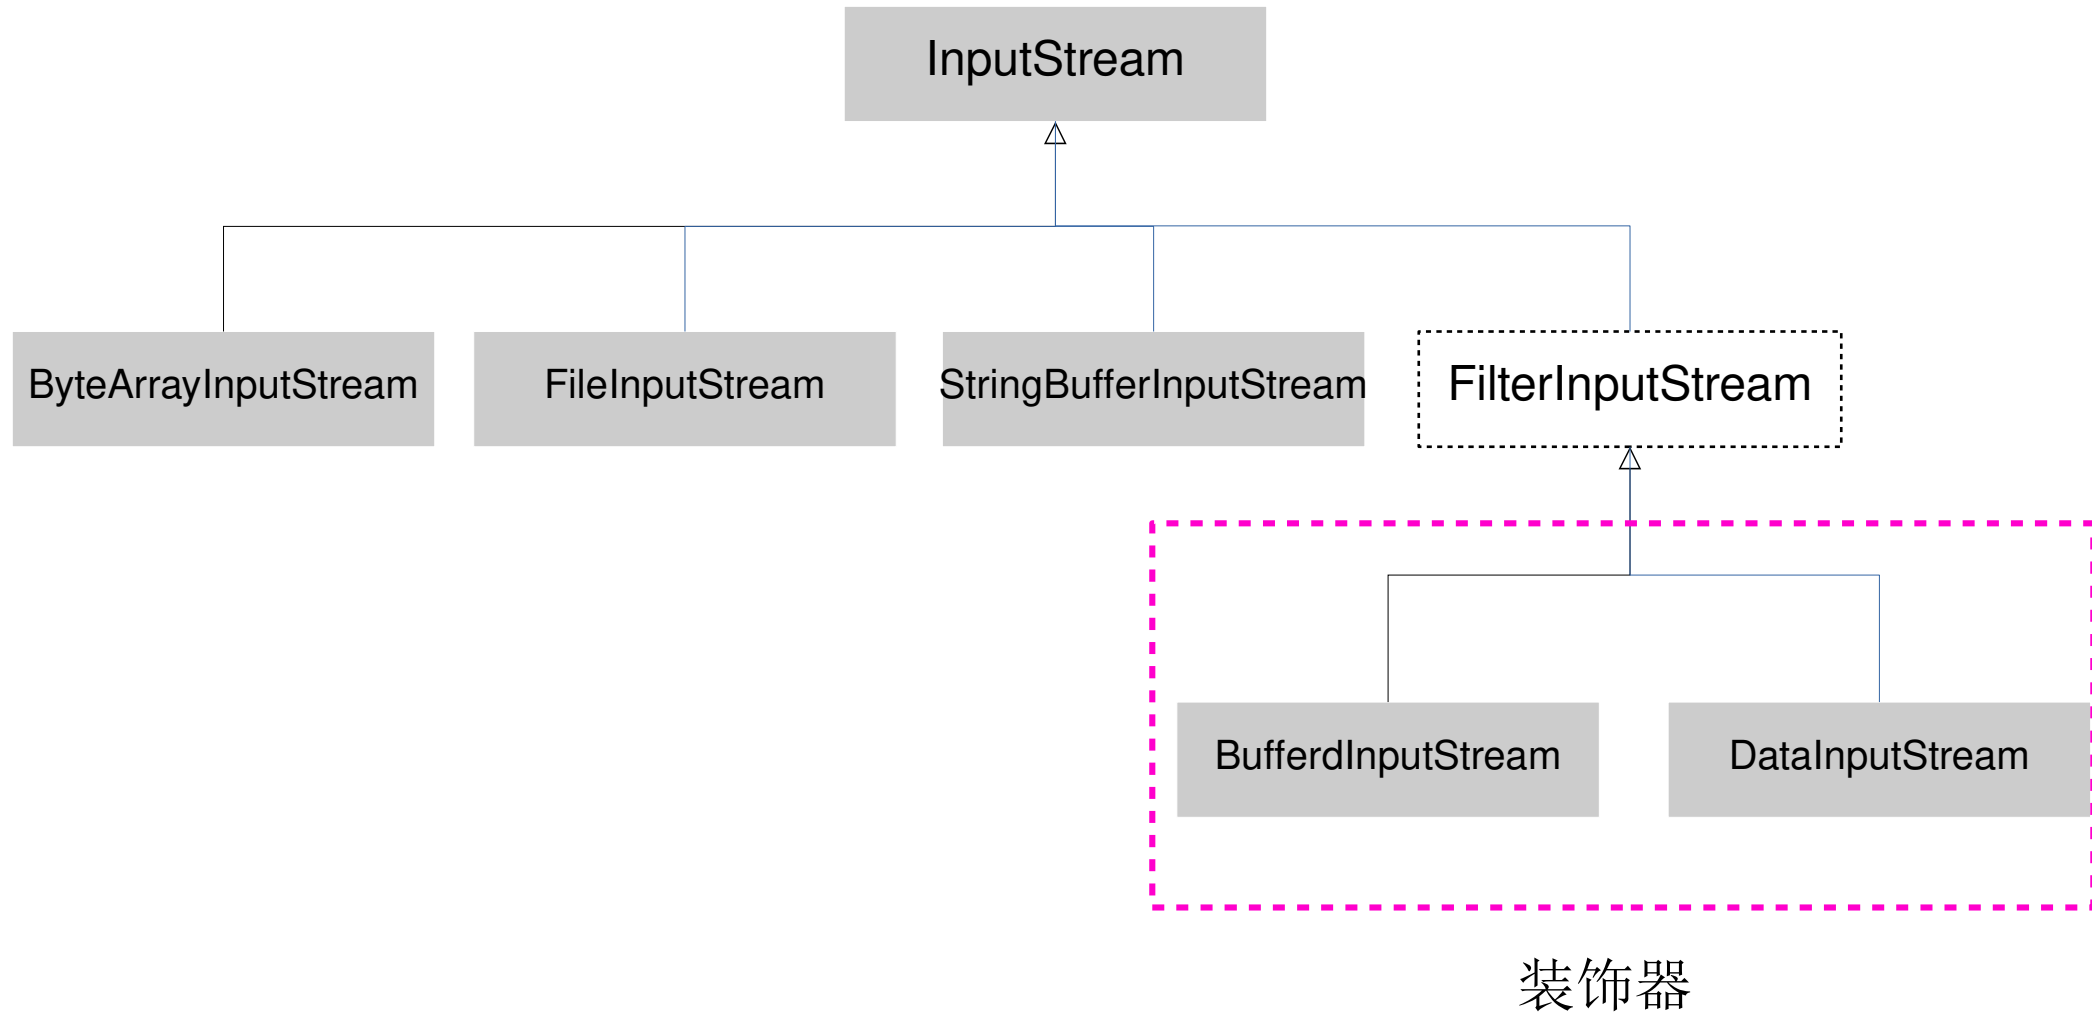 InputStream
ByteArrayInputStream
FileInputStream
StringBufferInputStream
FilterInputStream
BufferdInputStream
DataInputStream
装饰器